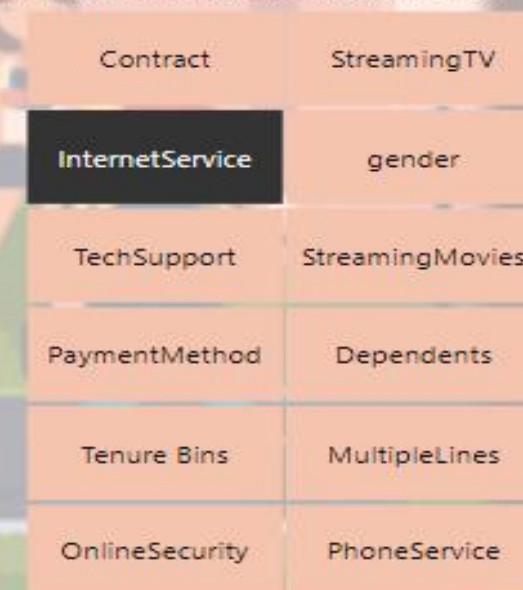 Contract StreamingTV
InternetService gender
TechSupport StreamingMovies
PaymentMethod Dependents
Tenure Bins MultipleLines
OnlineSecurity PhoneService